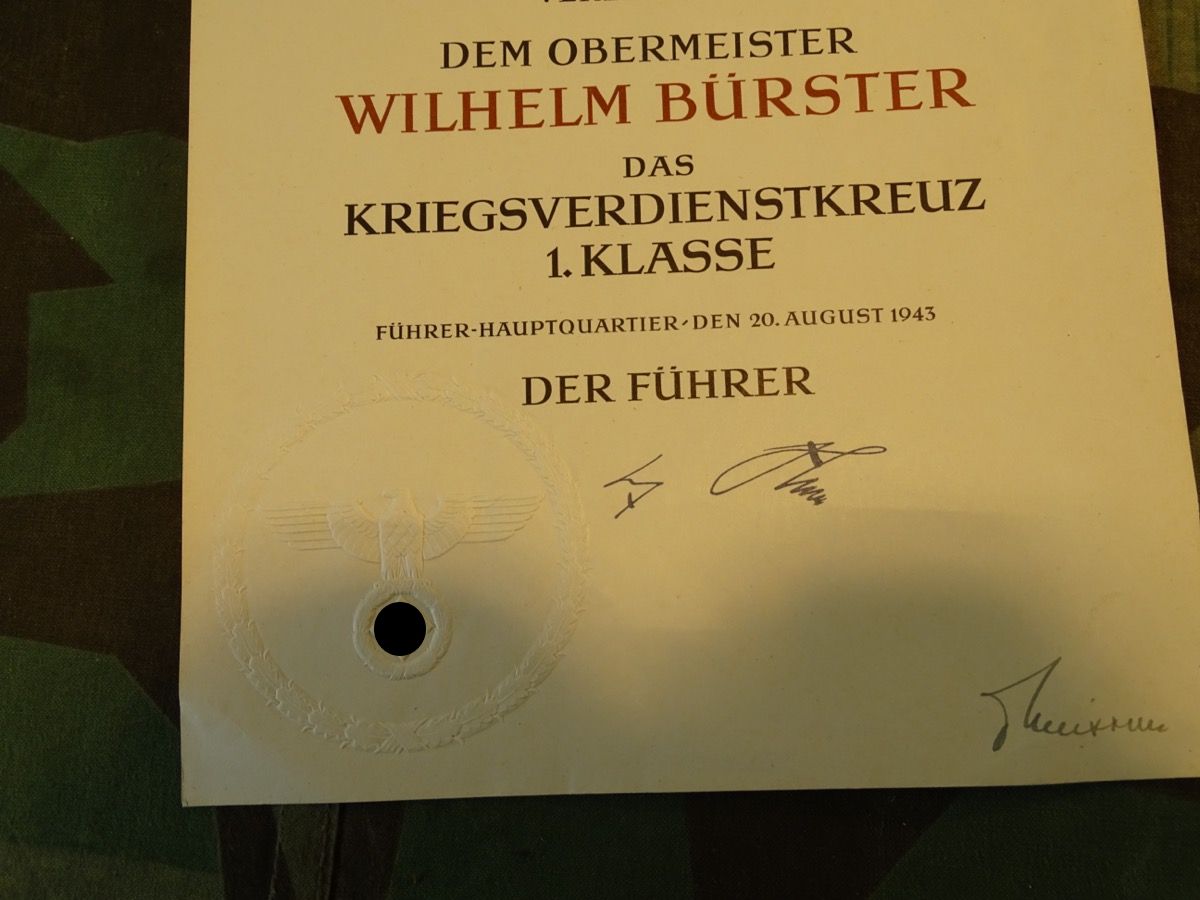 DEM OBERMEISTER
WILHELM BÜRSTER
DAS
KRIEGSVERDIENSTKREUZ
1. KLASSE
FÜHRER-HAUPTQUARTIER, DEN 20. AUGUST 1943
DER FÜHRER